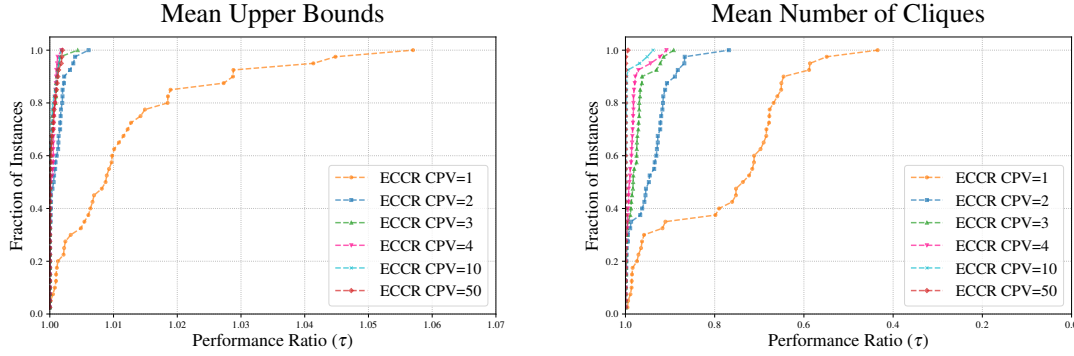 Mean Upper Bounds
1.0
0.8
0.6
0.4
0.2
0.0
Fraction of Instances
ECCR CPV=1
ECCR CPV=2
ECCR CPV=3
ECCR CPV=4
ECCR CPV=10
ECCR CPV=50
1.00 1.01 1.02 1.03 1.04 1.05 1.06 1.07
Performance Ratio (τ)
Mean Number of Cliques
1.0
0.8
0.6
0.4
0.2
0.0
Fraction of Instances
ECCR CPV=1
ECCR CPV=2
ECCR CPV=3
ECCR CPV=4
ECCR CPV=10
ECCR CPV=50
1.0 0.8 0.6 0.4 0.2
Performance Ratio (τ)